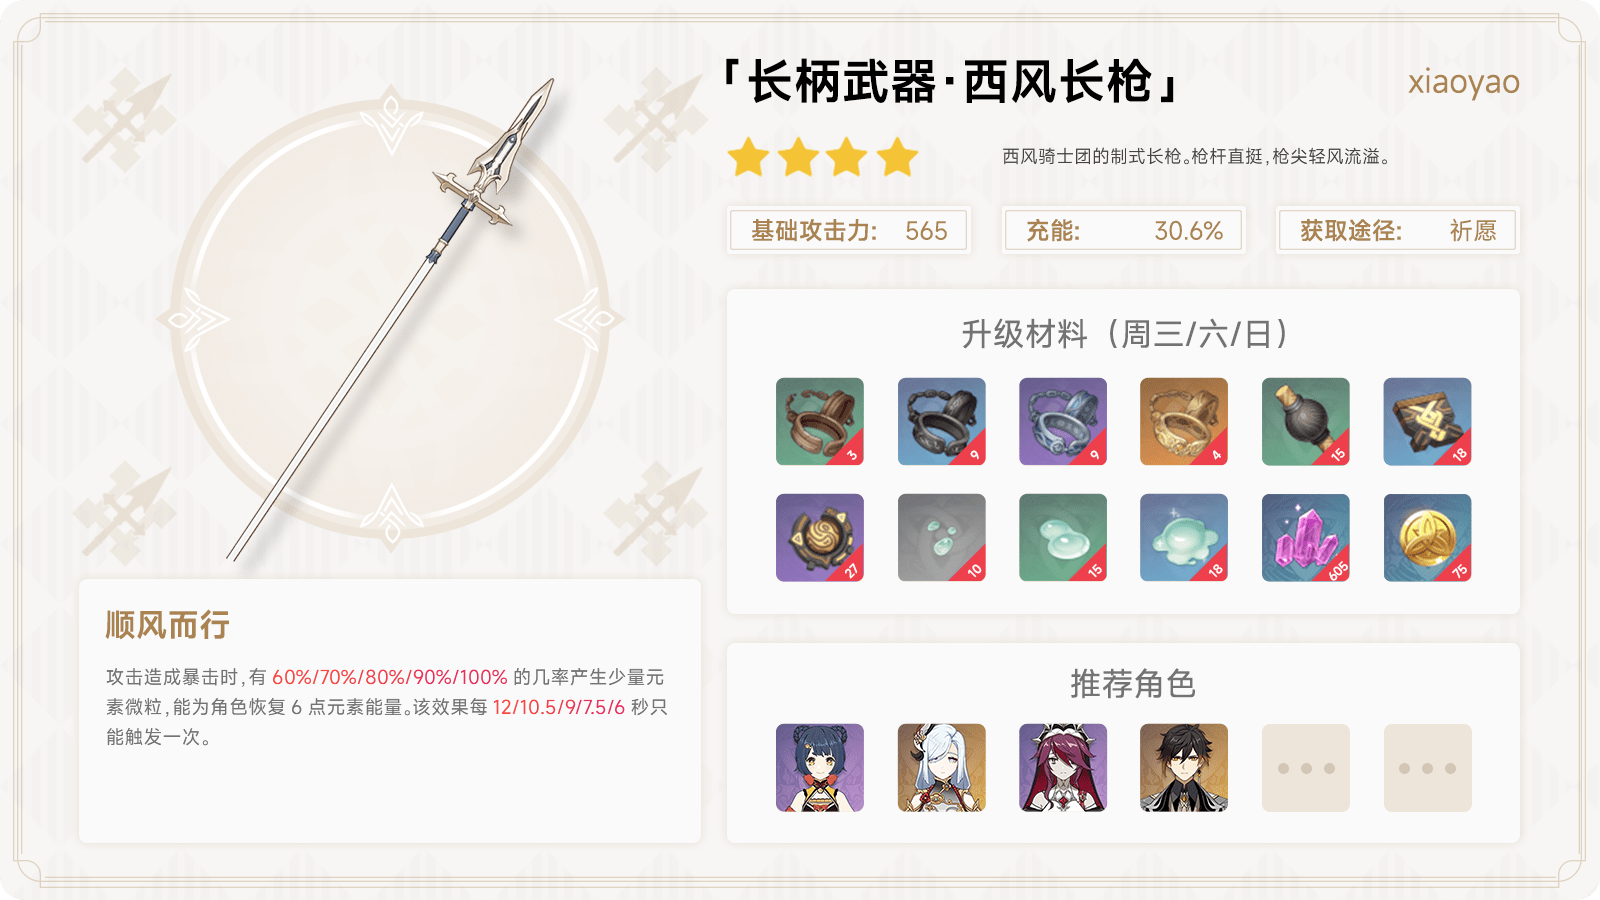 「长柄武器·西风长枪」
xiaoyao
西风骑士团的制式长枪。枪杆直挺,枪尖轻风流溢。
基础攻击力: 565
充能: 30.6%
获取途径: 祈愿
升级材料（周三/六/日）
3
9
9
4
15
18
27
10
15
18
605
75
顺风而行
攻击造成暴击时,有 60%/70%/80%/90%/100% 的几率产生少量元
素微粒,能为角色恢复 6 点元素能量。该效果每 12/10.5/9/7.5/6 秒只
能触发一次。
推荐角色